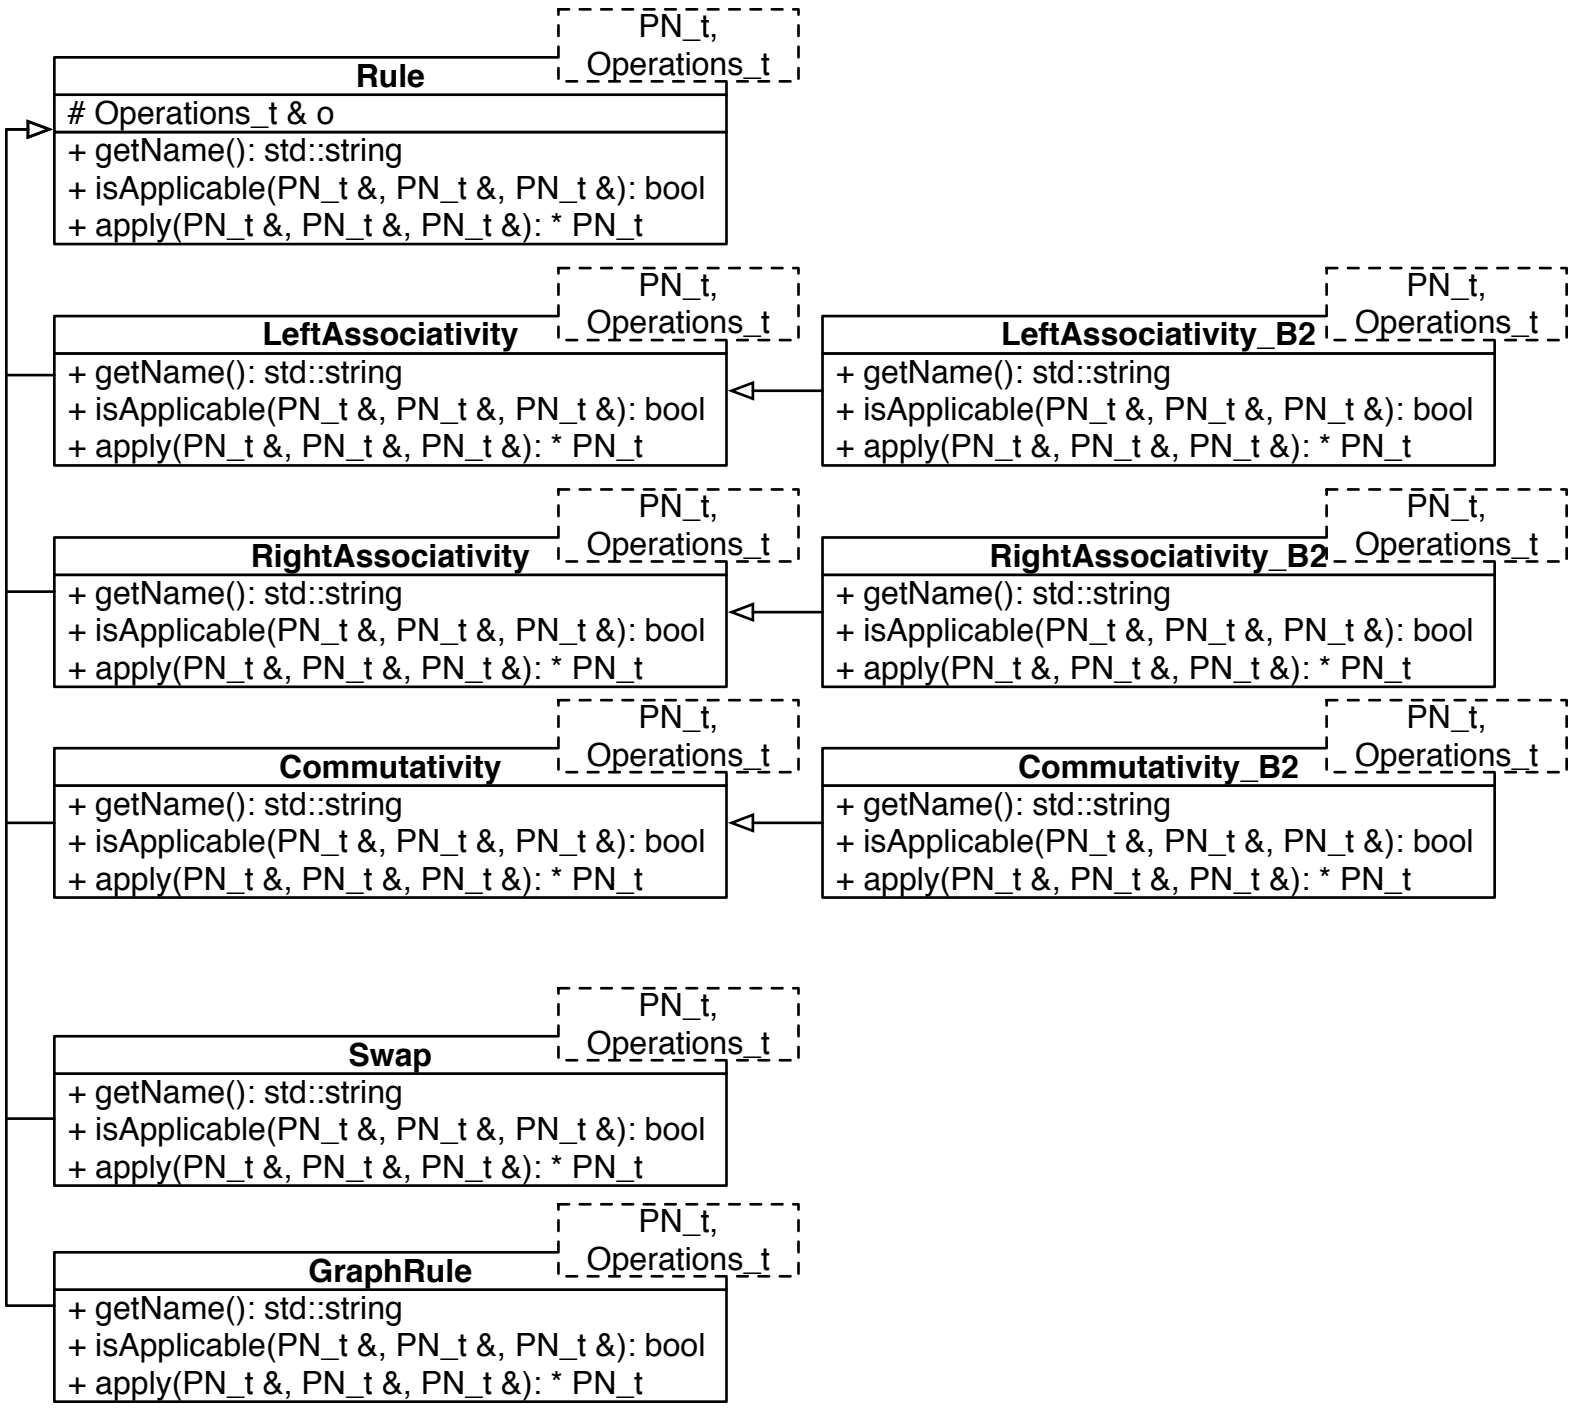 PN_t,
Operations_t
Rule
# Operations_t & o
+ getName(): std::string
+ isApplicable(PN_t &, PN_t &, PN_t &): bool
+ apply(PN_t &, PN_t &, PN_t &): * PN_t
PN_t,
Operations_t
LeftAssociativity
+ getName(): std::string
+ isApplicable(PN_t &, PN_t &, PN_t &): bool
+ apply(PN_t &, PN_t &, PN_t &): * PN_t
PN_t,
Operations_t
LeftAssociativity_B2
+ getName(): std::string
+ isApplicable(PN_t &, PN_t &, PN_t &): bool
+ apply(PN_t &, PN_t &, PN_t &): * PN_t
PN_t,
Operations_t
RightAssociativity
+ getName(): std::string
+ isApplicable(PN_t &, PN_t &, PN_t &): bool
+ apply(PN_t &, PN_t &, PN_t &): * PN_t
PN_t,
Operations_t
RightAssociativity_B2
+ getName(): std::string
+ isApplicable(PN_t &, PN_t &, PN_t &): bool
+ apply(PN_t &, PN_t &, PN_t &): * PN_t
PN_t,
Operations_t
Commutativity
+ getName(): std::string
+ isApplicable(PN_t &, PN_t &, PN_t &): bool
+ apply(PN_t &, PN_t &, PN_t &): * PN_t
PN_t,
Operations_t
Commutativity_B2
+ getName(): std::string
+ isApplicable(PN_t &, PN_t &, PN_t &): bool
+ apply(PN_t &, PN_t &, PN_t &): * PN_t
PN_t,
Operations_t
Swap
+ getName(): std::string
+ isApplicable(PN_t &, PN_t &, PN_t &): bool
+ apply(PN_t &, PN_t &, PN_t &): * PN_t
PN_t,
Operations_t
GraphRule
+ getName(): std::string
+ isApplicable(PN_t &, PN_t &, PN_t &): bool
+ apply(PN_t &, PN_t &, PN_t &): * PN_t